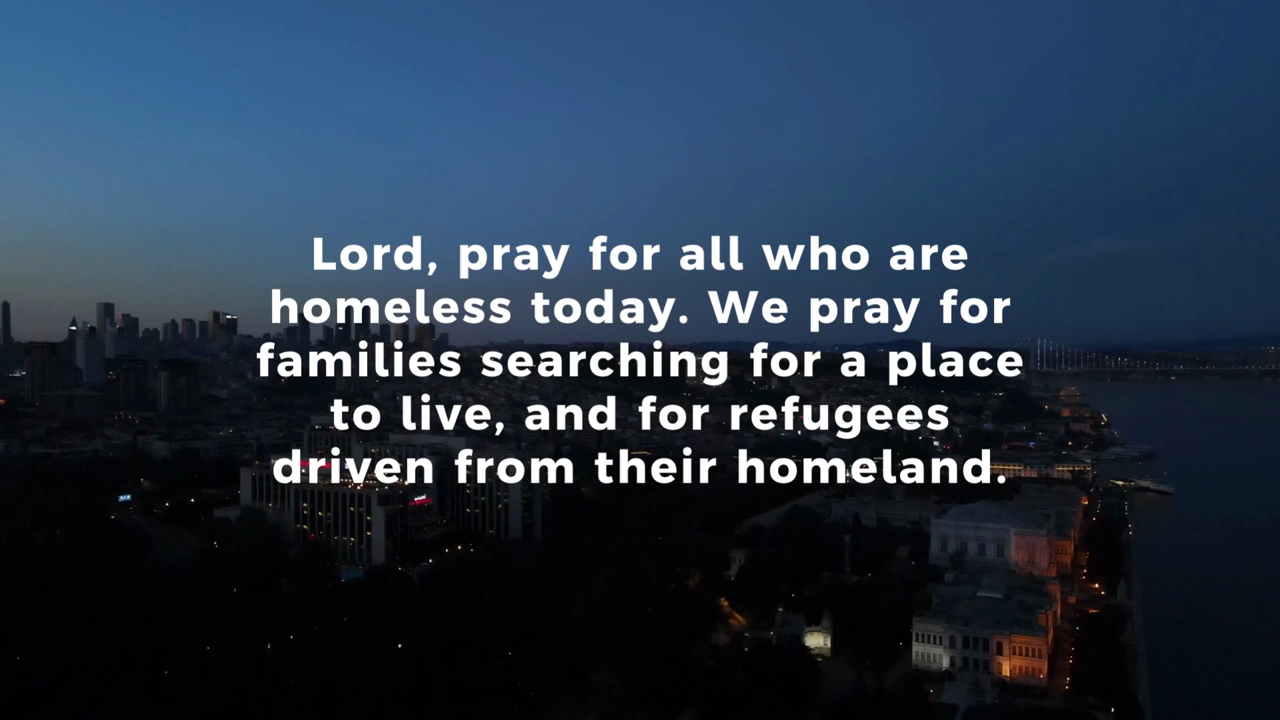 Lord, pray for all who are
homeless today. We pray for
families searching for a place
to live, and for refugees
driven from their homeland.